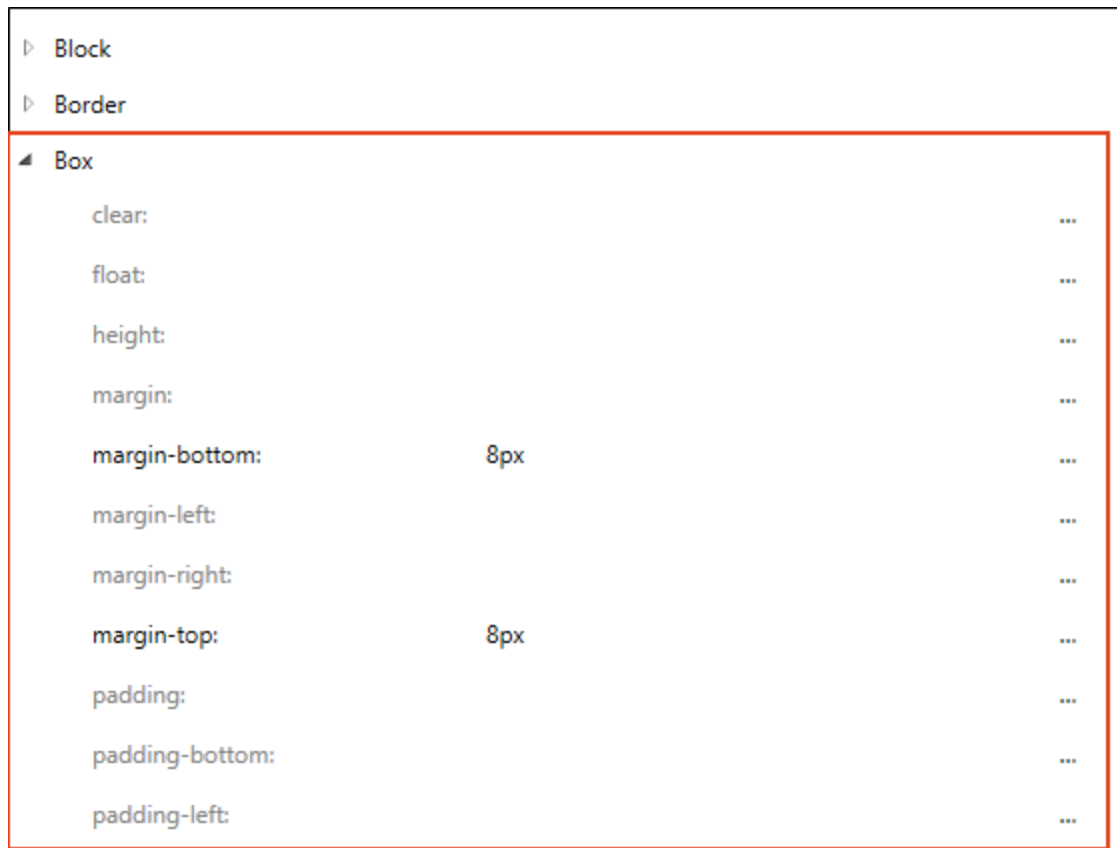 Block
Border
Box
clear: ...
float: ...
height: ...
margin: ...
margin-bottom: 8px ...
margin-left: ...
margin-right: ...
margin-top: 8px ...
padding: ...
padding-bottom: ...
padding-left: ...